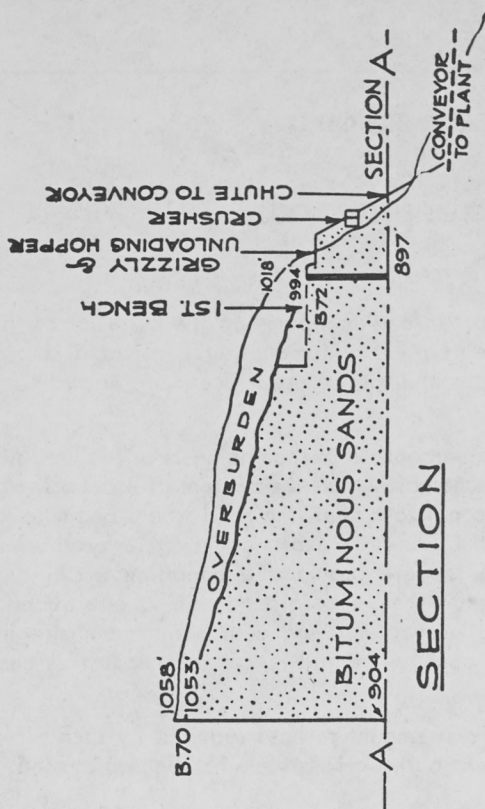 1ST. BENCH
GRIZZLY &
UNLOADING HOPPER
CRUSHER
CHUTE TO CONVEYOR
B.70
1058'
1053'
OVERBURDEN
1018'
994'
B72
BITUMINOUS SANDS
904'
897
A
SECTION A
CONVEYOR
TO PLANT
SECTION